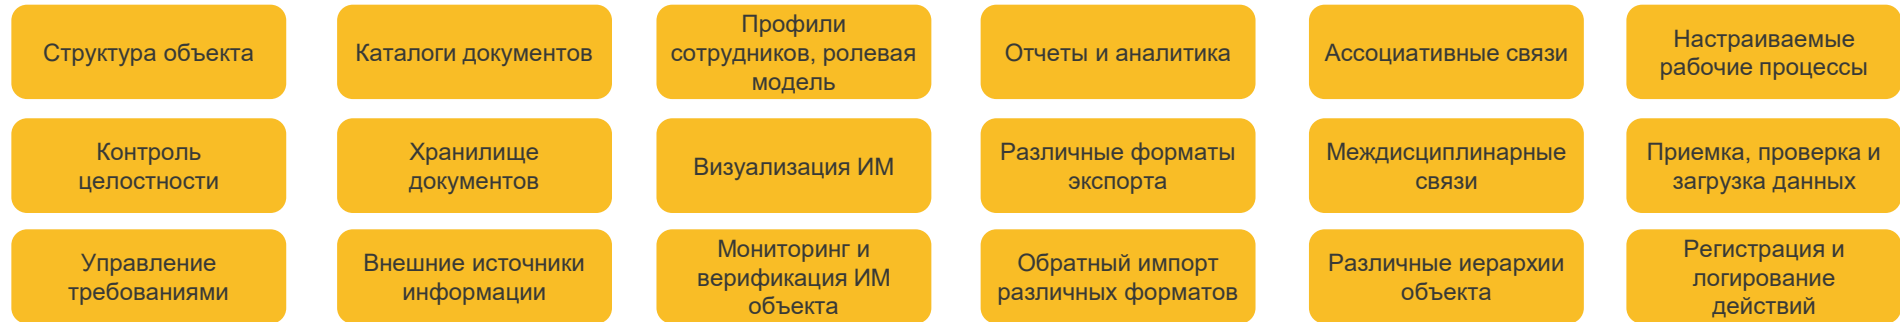 Структура объекта
Каталоги документов
Профили
сотрудников, ролевая
модель
Отчеты и аналитика
Ассоциативные связи
Настраиваемые
рабочие процессы
Контроль
целостности
Хранилище
документов
Визуализация ИМ
Различные форматы
экспорта
Междисциплинарные
связи
Приемка, проверка и
загрузка данных
Управление
требованиями
Внешние источники
информации
Мониторинг и
верификация ИМ
объекта
Обратный импорт
различных форматов
Различные иерархии
объекта
Регистрация и
логирование
действий